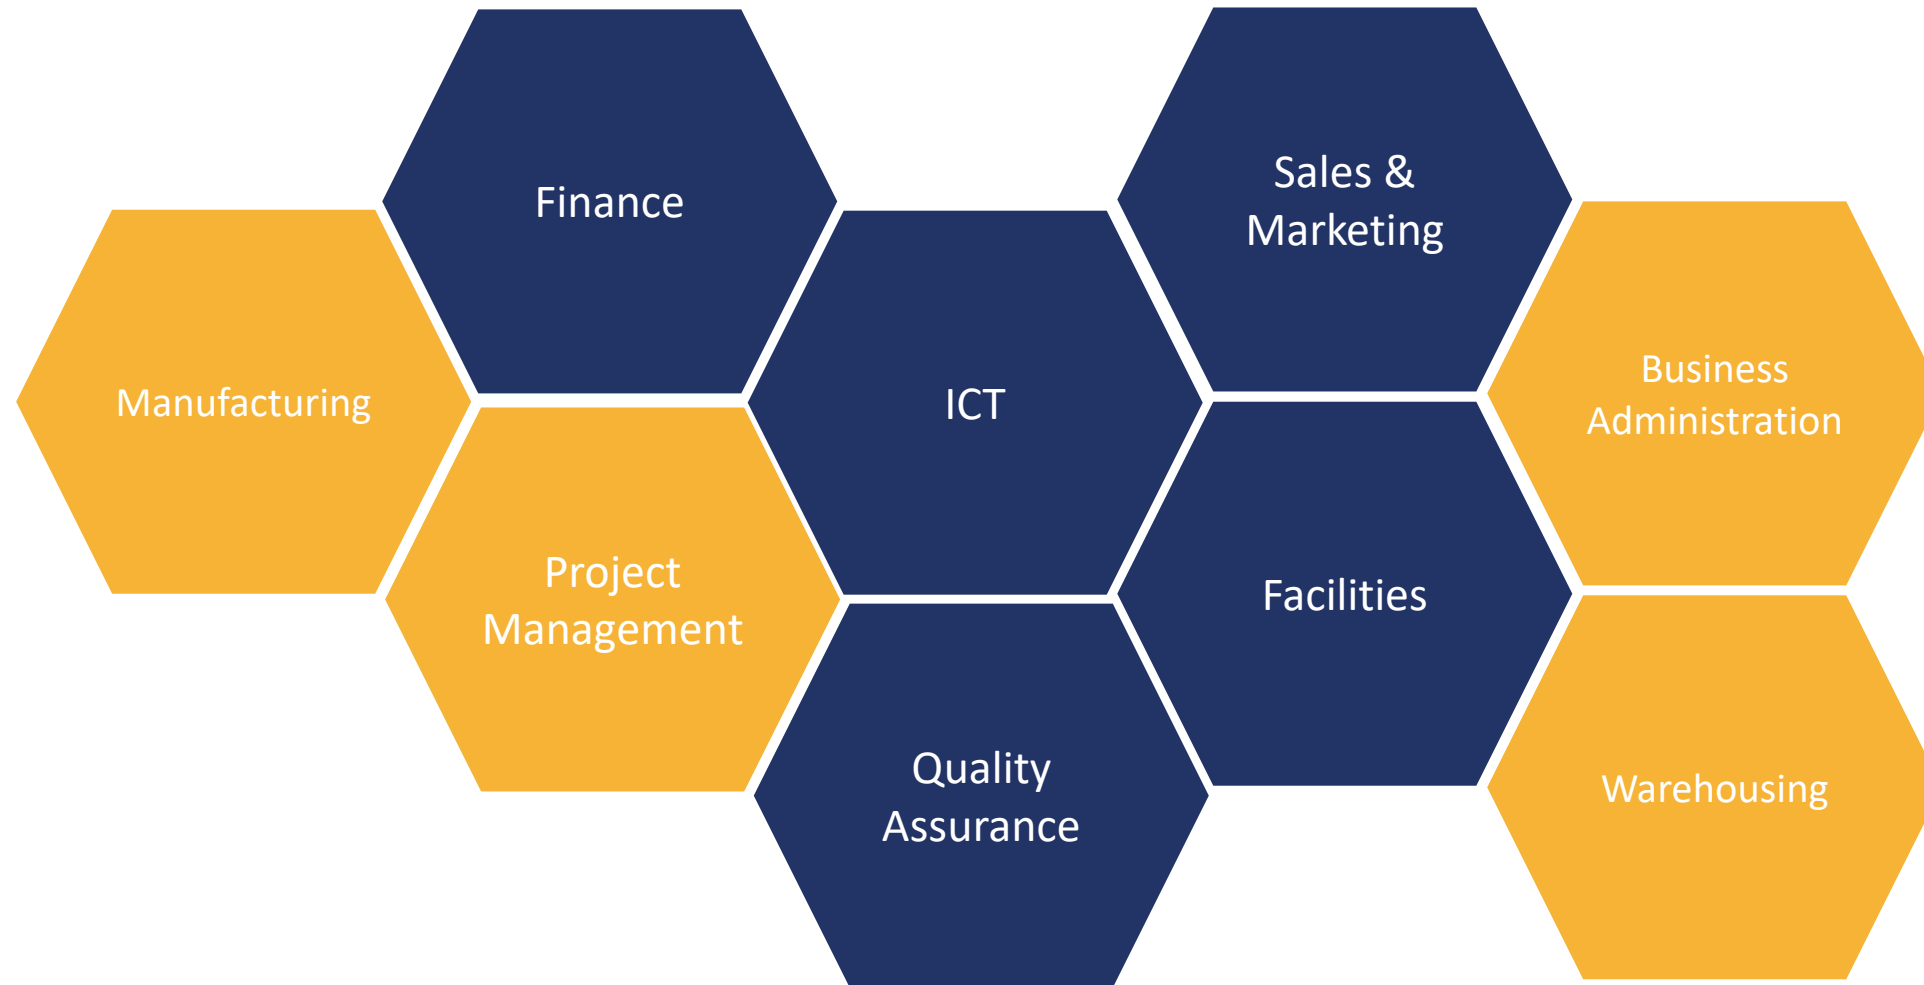 Finance
Sales &
Marketing
Manufacturing
ICT
Business
Administration
Project
Management
Facilities
Quality
Assurance
Warehousing